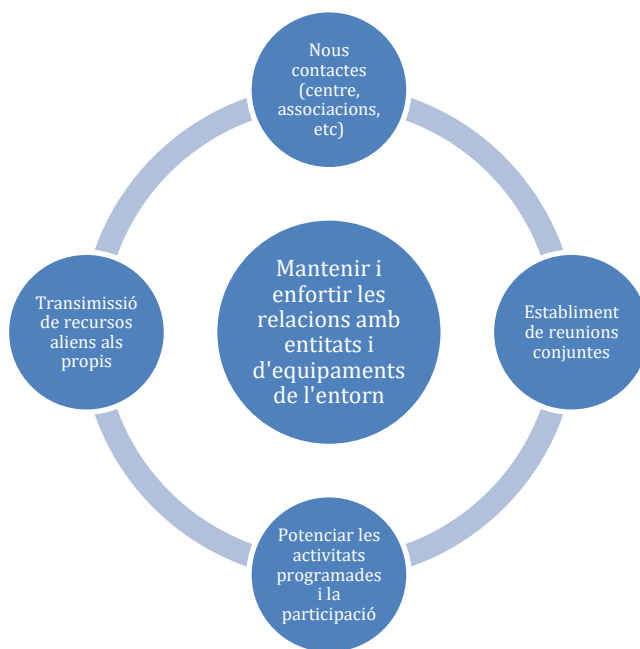 Nous
contactes
(centre,
associacions,
etc)
Mantenir i
enfortir les
relacions amb
entitats i
d'equipaments
de l'entorn
Transimissió
de recursos
aliens als
propis
Establiment
de reunions
conjuntes
Potenciar les
activitats
programades
i la
participació